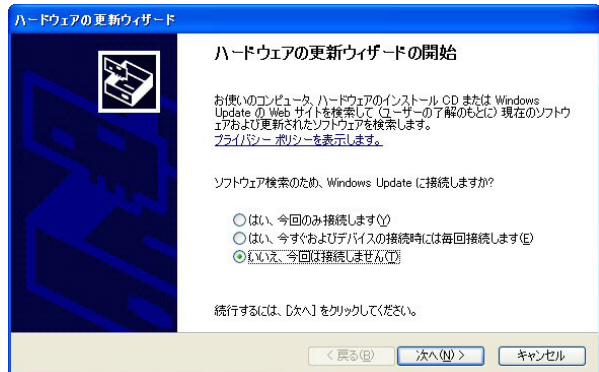 ハードウェアの更新ウィザード
ハードウェアの更新ウィザードの開始
お使いのコンピュータ、ハードウェアのインストール CD または Windows
Update の Web サイトを検索して (ユーザーの了解のもとに) 現在のソフトウ
ェアおよび更新されたソフトウェアを検索します。
プライバシー ポリシーを表示します。
ソフトウェア検索のため、Windows Update に接続しますか?
はい、今回のみ接続します(Y)
はい、今すぐおよびデバイスの接続時には毎回接続します(E)
いいえ、今回は接続しません(T)
続行するには、[次へ] をクリックしてください。
< 戻る(B) 次へ(N) > キャンセル